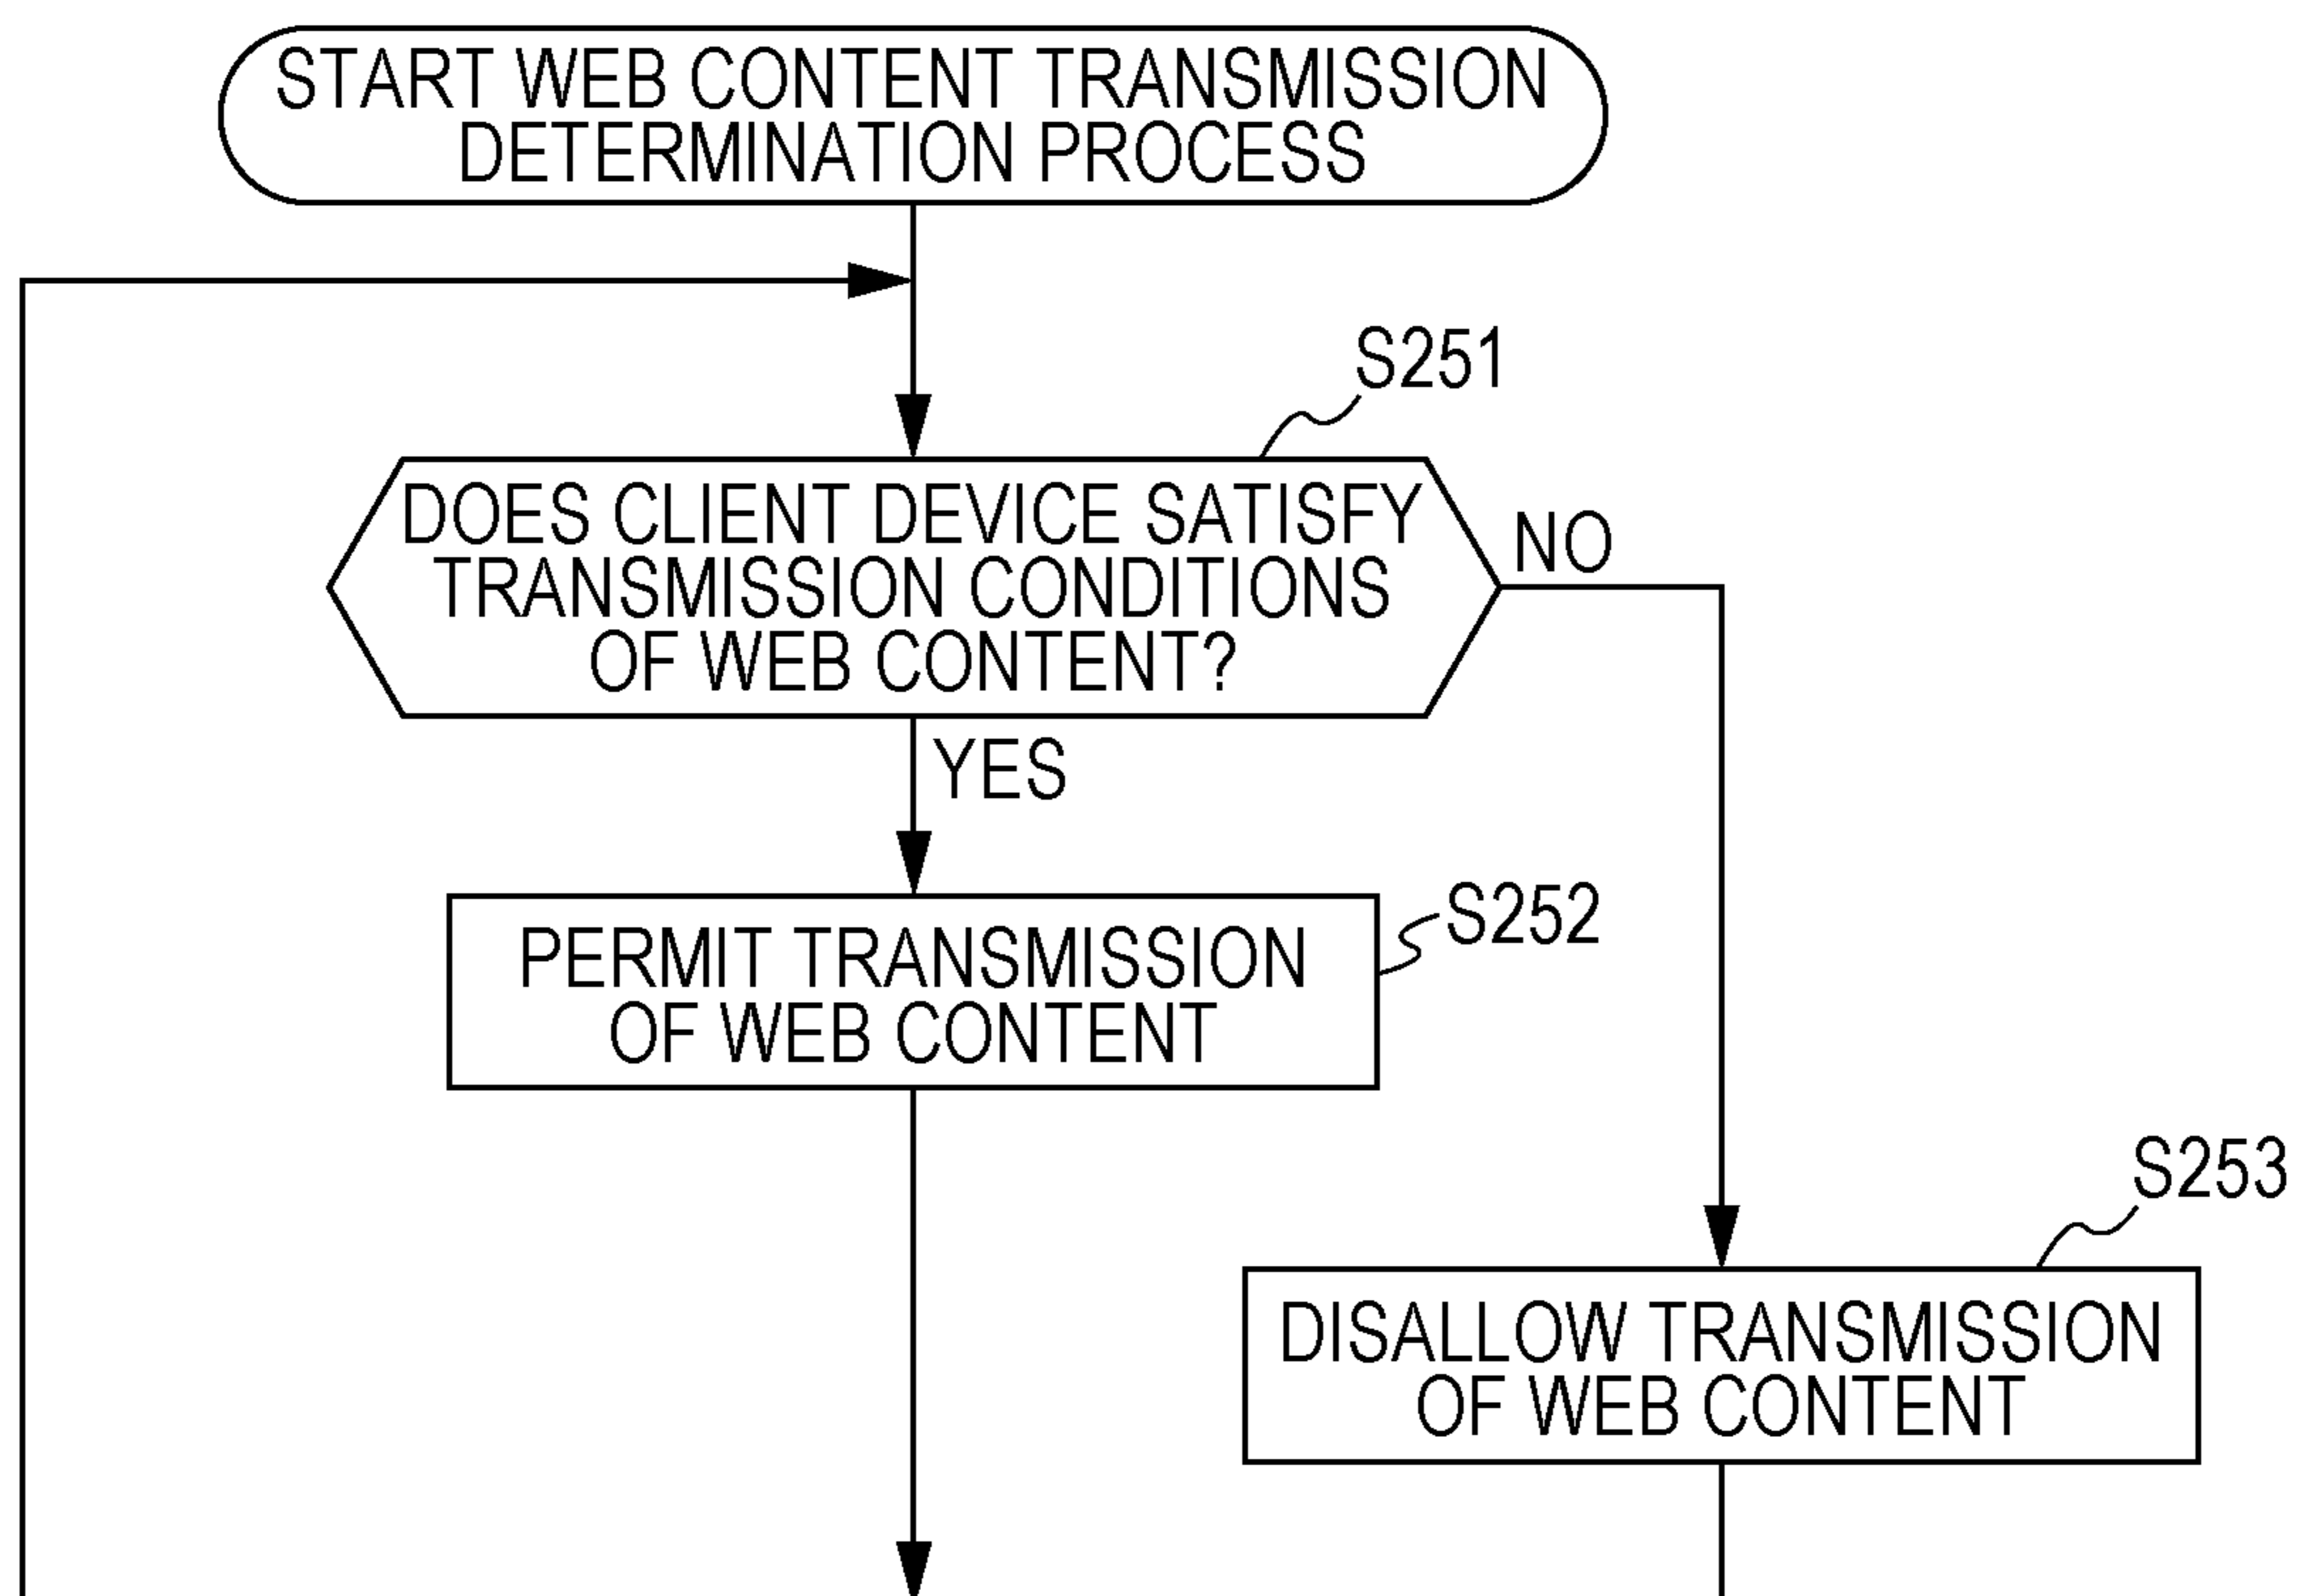 START WEB CONTENT TRANSMISSION
DETERMINATION PROCESS
S251
DOES CLIENT DEVICE SATISFY
TRANSMISSION CONDITIONS
OF WEB CONTENT?
NO
YES
S252
PERMIT TRANSMISSION
OF WEB CONTENT
S253
DISALLOW TRANSMISSION
OF WEB CONTENT